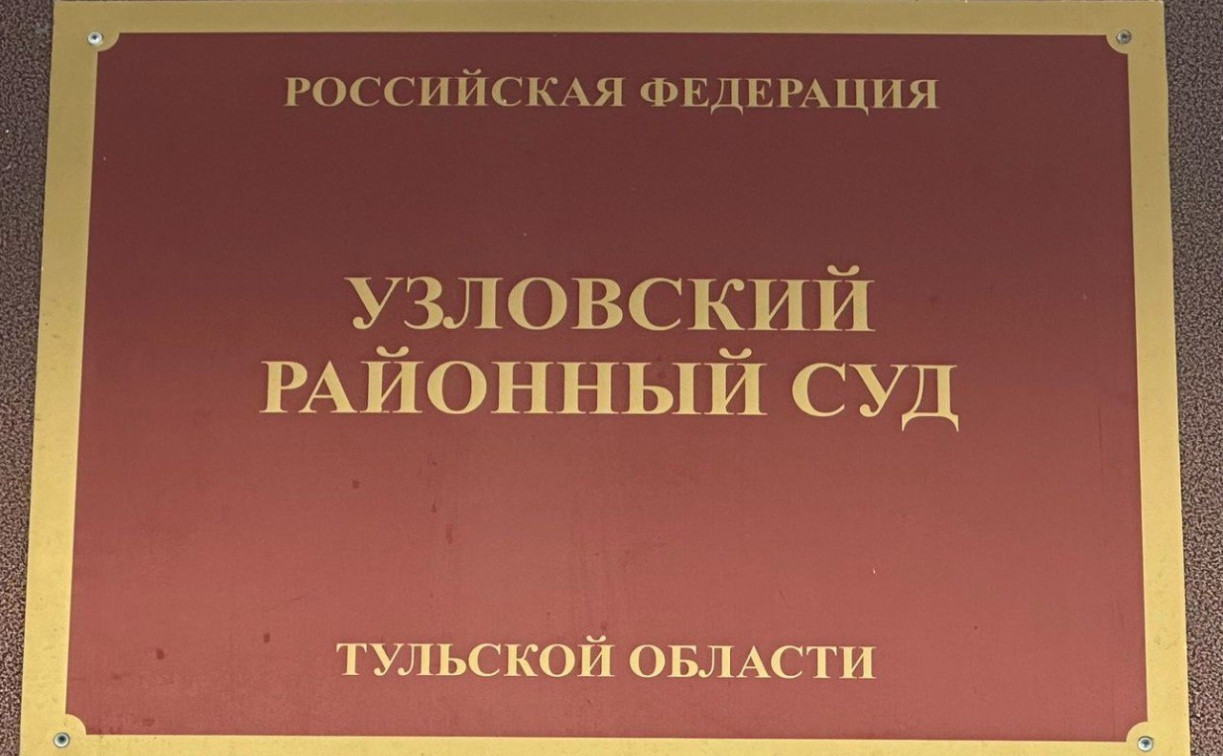 РОССИЙСКАЯ ФЕДЕРАЦИЯ
УЗЛОВСКИЙ
РАЙОННЫЙ СУД
ТУЛЬСКОЙ ОБЛАСТИ